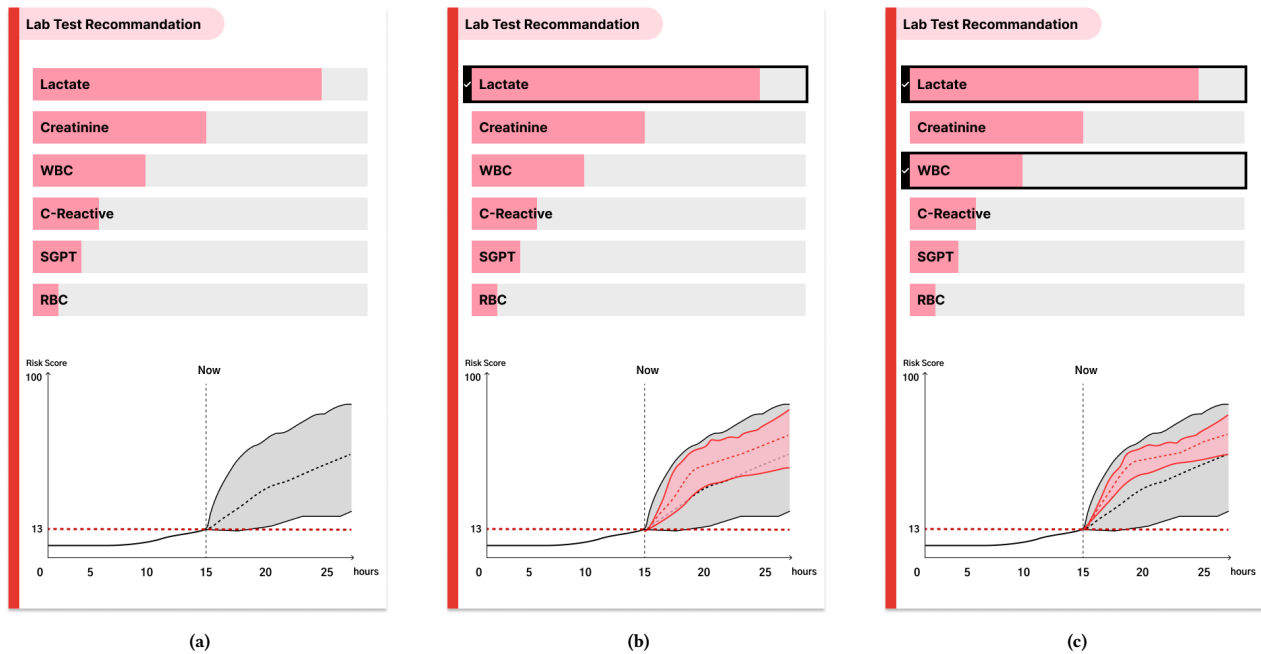 Lab Test Recommandation
Lactate
Creatinine
WBC
C-Reactive
SGPT
RBC
Risk Score
100
Now
13
0 5 10 15 20 25 hours
(a)
Lab Test Recommandation
Lactate
Creatinine
WBC
C-Reactive
SGPT
RBC
Risk Score
100
Now
13
0 5 10 15 20 25 hours
(b)
Lab Test Recommandation
Lactate
Creatinine
WBC
C-Reactive
SGPT
RBC
Risk Score
100
Now
13
0 5 10 15 20 25 hours
(c)